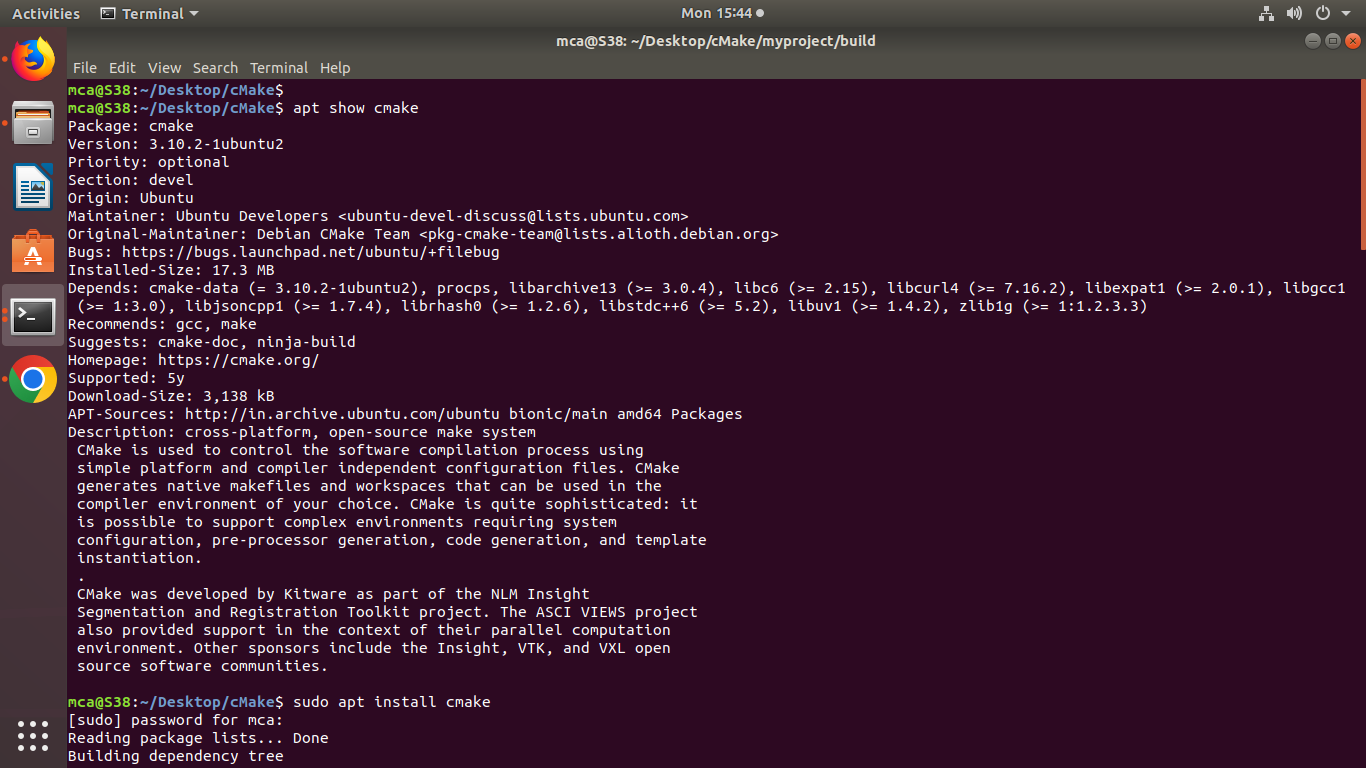 Activities Terminal Mon 15:44
mca@S38: ~/Desktop/cMake/myproject/build
File Edit View Search Terminal Help
mca@S38:~/Desktop/cMake$
mca@S38:~/Desktop/cMake$ apt show cmake
Package: cmake
Version: 3.10.2-1ubuntu2
Priority: optional
Section: devel
Origin: Ubuntu
Maintainer: Ubuntu Developers <ubuntu-devel-discuss@lists.ubuntu.com>
Original-Maintainer: Debian CMake Team <pkg-cmake-team@lists.alioth.debian.org>
Bugs: https://bugs.launchpad.net/ubuntu/+filebug
Installed-Size: 17.3 MB
Depends: cmake-data (= 3.10.2-1ubuntu2), procps, libarchive13 (>= 3.0.4), libc6 (>= 2.15), libcurl4 (>= 7.16.2), libexpat1 (>= 2.0.1), libgcc1
(>= 1:3.0), libjsoncpp1 (>= 1.7.4), librhash0 (>= 1.2.6), libstdc++6 (>= 5.2), libuv1 (>= 1.4.2), zlib1g (>= 1:1.2.3.3)
Recommends: gcc, make
Suggests: cmake-doc, ninja-build
Homepage: https://cmake.org/
Supported: 5y
Download-Size: 3,138 kB
APT-Sources: http://in.archive.ubuntu.com/ubuntu bionic/main amd64 Packages
Description: cross-platform, open-source make system
CMake is used to control the software compilation process using
simple platform and compiler independent configuration files. CMake
generates native makefiles and workspaces that can be used in the
compiler environment of your choice. CMake is quite sophisticated: it
is possible to support complex environments requiring system
configuration, pre-processor generation, code generation, and template
instantiation.
.
CMake was developed by Kitware as part of the NLM Insight
Segmentation and Registration Toolkit project. The ASCI VIEWS project
also provided support in the context of their parallel computation
environment. Other sponsors include the Insight, VTK, and VXL open
source software communities.
mca@S38:~/Desktop/cMake$ sudo apt install cmake
[sudo] password for mca:
Reading package lists... Done
Building dependency tree